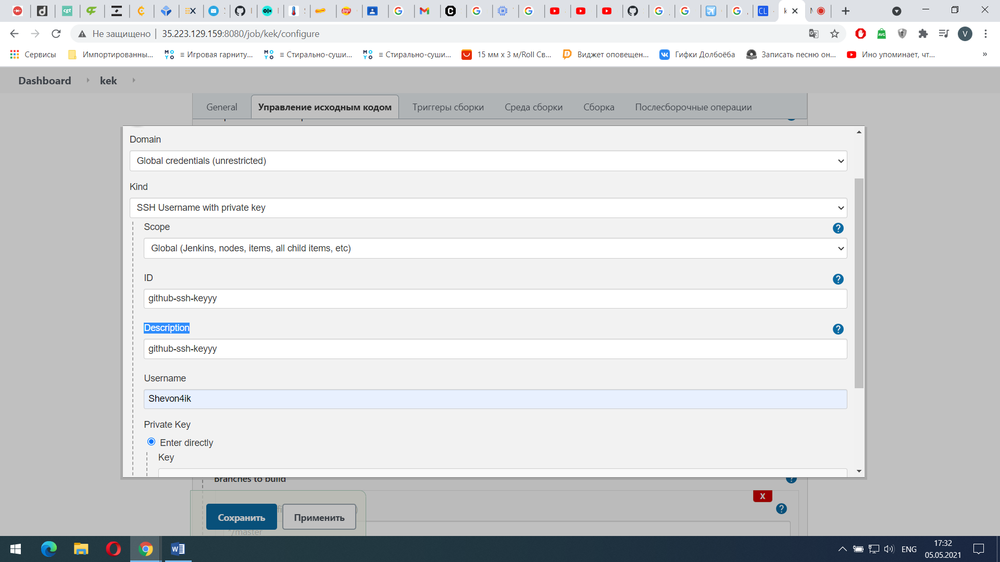 Не защищено | 35.223.129.159:8080/job/kek/configure
V
Сервисы
Импортированны...
≡ Игровая гарниту...
≡ Стирально-суши...
≡ Стирально-суши...
15 мм x 3 м/Roll Св...
Виджет оповещен...
Гифки Долбоёба
Записать песню он...
Ино упоминает, чт...
»
Dashboard
kek
General
Управление исходным кодом
Триггеры сборки
Среда сборки
Сборка
Послесборочные операции
Domain
Global credentials (unrestricted)
Kind
SSH Username with private key
Scope
Global (Jenkins, nodes, items, all child items, etc)
ID
github-ssh-keyyy
Description
github-ssh-keyyy
Username
Shevon4ik
Private Key
Enter directly
Key
Branches to build
X
Сохранить
Применить
*/master
ENG
17:32
05.05.2021